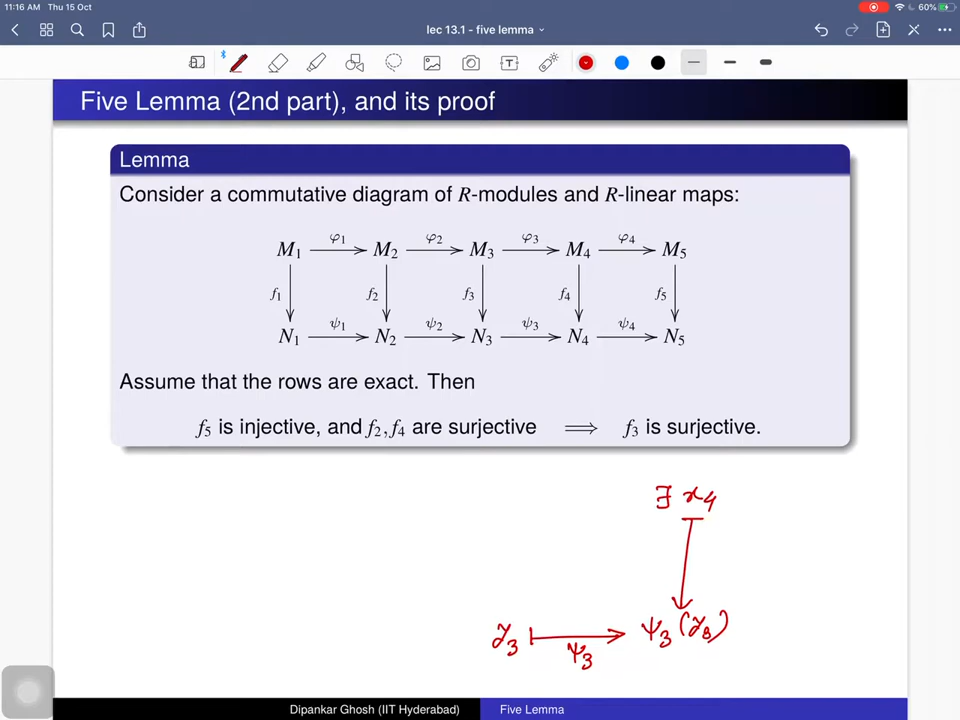 11:16 AM Thu 15 Oct 60%
lec 13.1 - five lemma
Five Lemma (2nd part), and its proof
Lemma
Consider a commutative diagram of R-modules and R-linear maps:
φ₁ φ₂ φ₃ φ₄
M₁ M₂ M₃ M₄ M₅
f₁ f₂ f₃ f₄ f₅
ψ₁ ψ₂ ψ₃ ψ₄
N₁ N₂ N₃ N₄ N₅
Assume that the rows are exact. Then
f₅ is injective, and f₂, f₄ are surjective ⟹ f₃ is surjective.
∃ x₄
y₃ ↦ ψ₃(y₃)
ψ₃
Dipankar Ghosh (IIT Hyderabad) Five Lemma